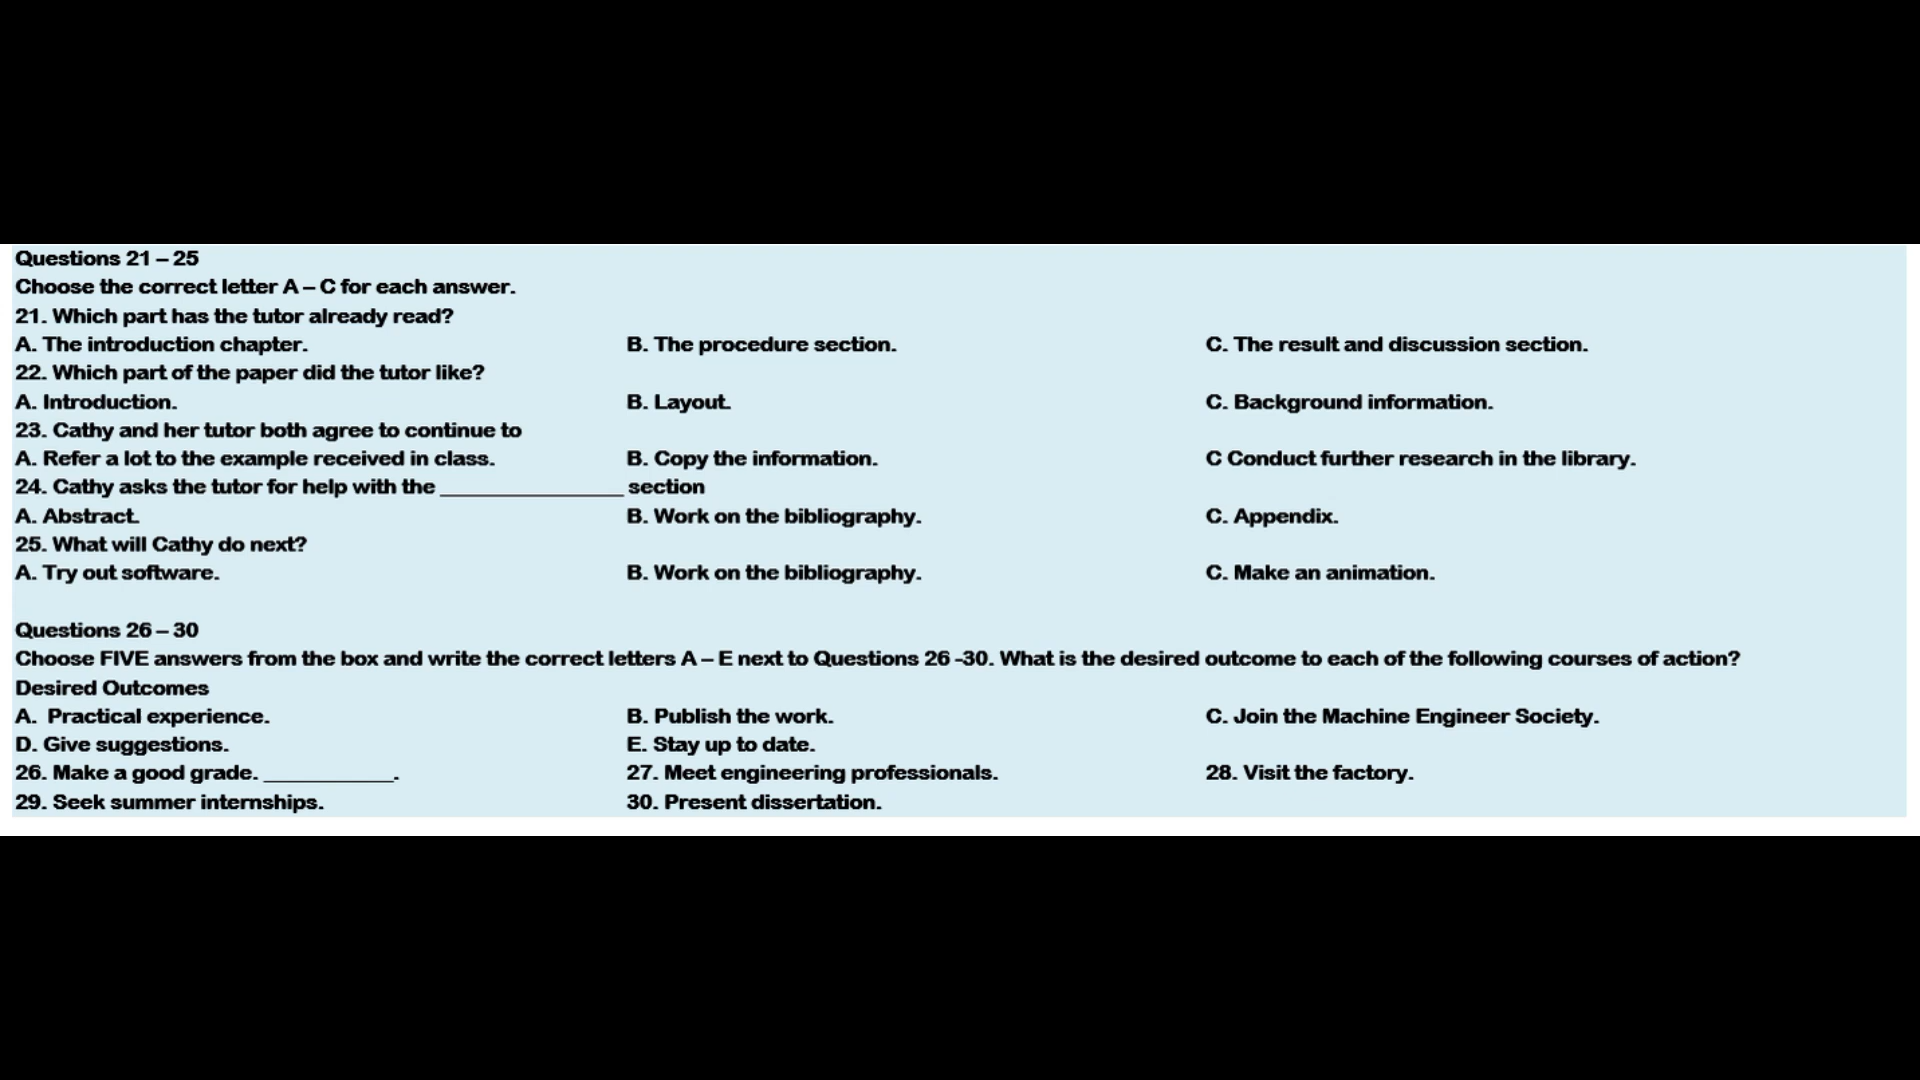 Questions 21 – 25
Choose the correct letter A – C for each answer.
21. Which part has the tutor already read?
A. The introduction chapter. B. The procedure section. C. The result and discussion section.
22. Which part of the paper did the tutor like?
A. Introduction. B. Layout. C. Background information.
23. Cathy and her tutor both agree to continue to
A. Refer a lot to the example received in class. B. Copy the information. C Conduct further research in the library.
24. Cathy asks the tutor for help with the ________________ section
A. Abstract. B. Work on the bibliography. C. Appendix.
25. What will Cathy do next?
A. Try out software. B. Work on the bibliography. C. Make an animation.
Questions 26 – 30
Choose FIVE answers from the box and write the correct letters A – E next to Questions 26 -30. What is the desired outcome to each of the following courses of action?
Desired Outcomes
A. Practical experience. B. Publish the work. C. Join the Machine Engineer Society.
D. Give suggestions. E. Stay up to date.
26. Make a good grade. ___________. 27. Meet engineering professionals. 28. Visit the factory.
29. Seek summer internships. 30. Present dissertation.